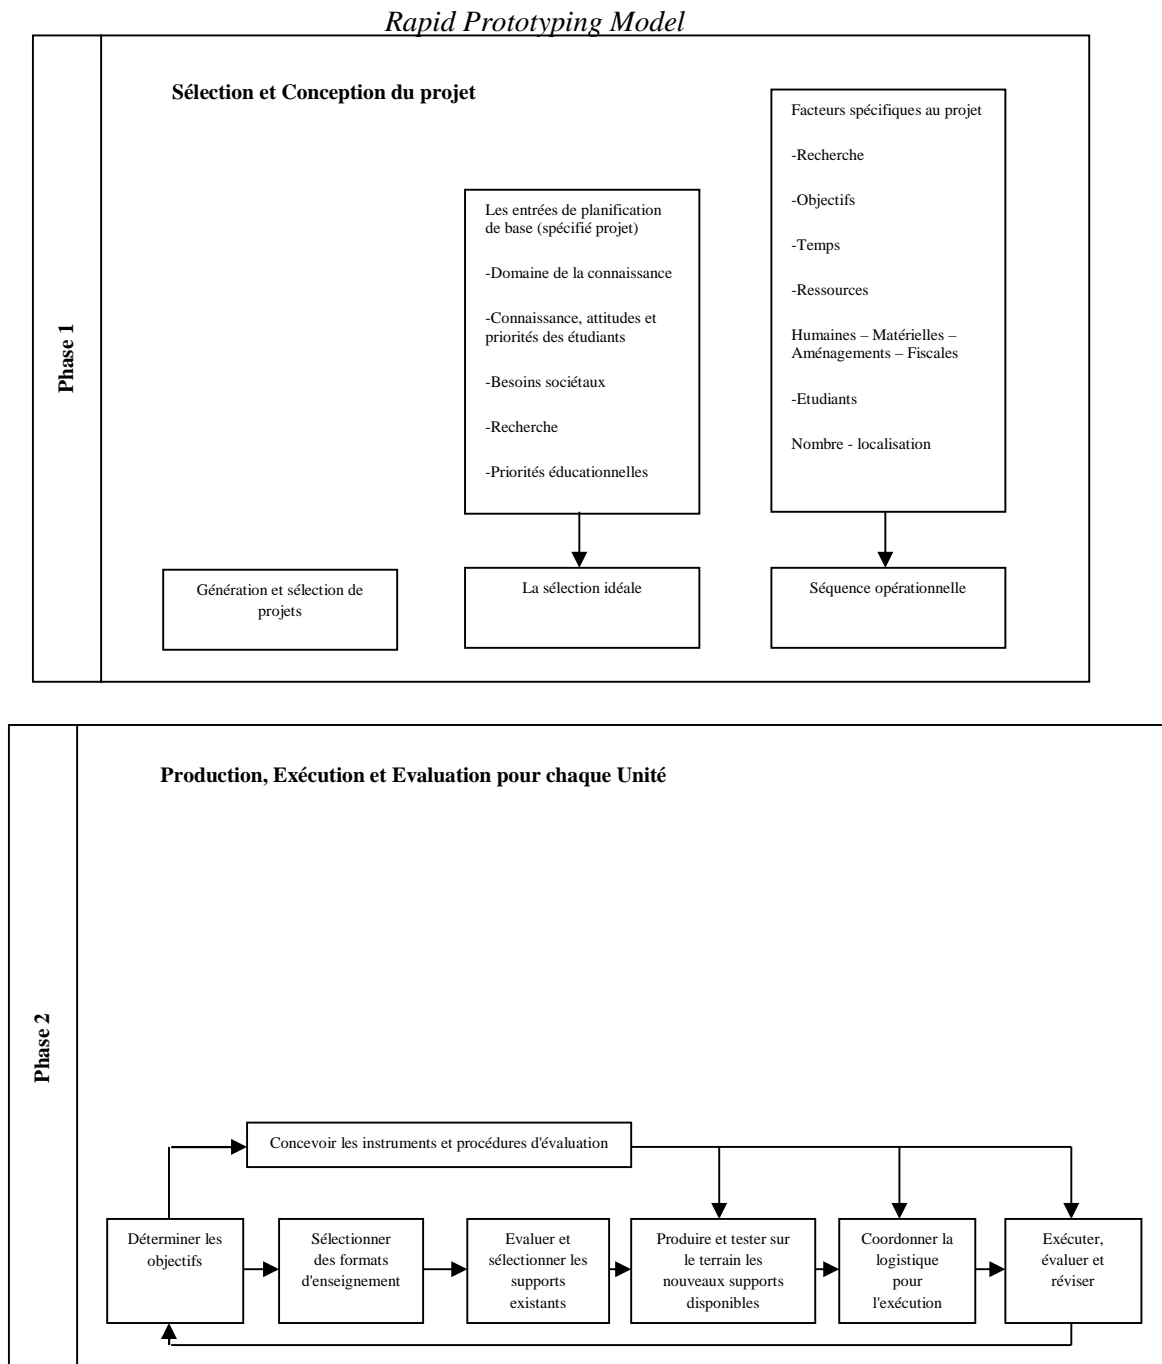 Rapid Prototyping Model
Phase 1
Sélection et Conception du projet
Les entrées de planification
de base (spécifié projet)
-Domaine de la connaissance
-Connaissance, attitudes et
priorités des étudiants
-Besoins sociétaux
-Recherche
-Priorités éducationnelles
Facteurs spécifiques au projet
-Recherche
-Objectifs
-Temps
-Ressources
Humaines – Matérielles –
Aménagements – Fiscales
-Etudiants
Nombre - localisation
Génération et sélection de
projets
La sélection idéale
Séquence opérationnelle
Phase 2
Production, Exécution et Evaluation pour chaque Unité
Concevoir les instruments et procédures d'évaluation
Déterminer les
objectifs
Sélectionner
des formats
d'enseignement
Evaluer et
sélectionner les
supports
existants
Produire et tester sur
le terrain les
nouveaux supports
disponibles
Coordonner la
logistique
pour
l'exécution
Exécuter,
évaluer et
réviser